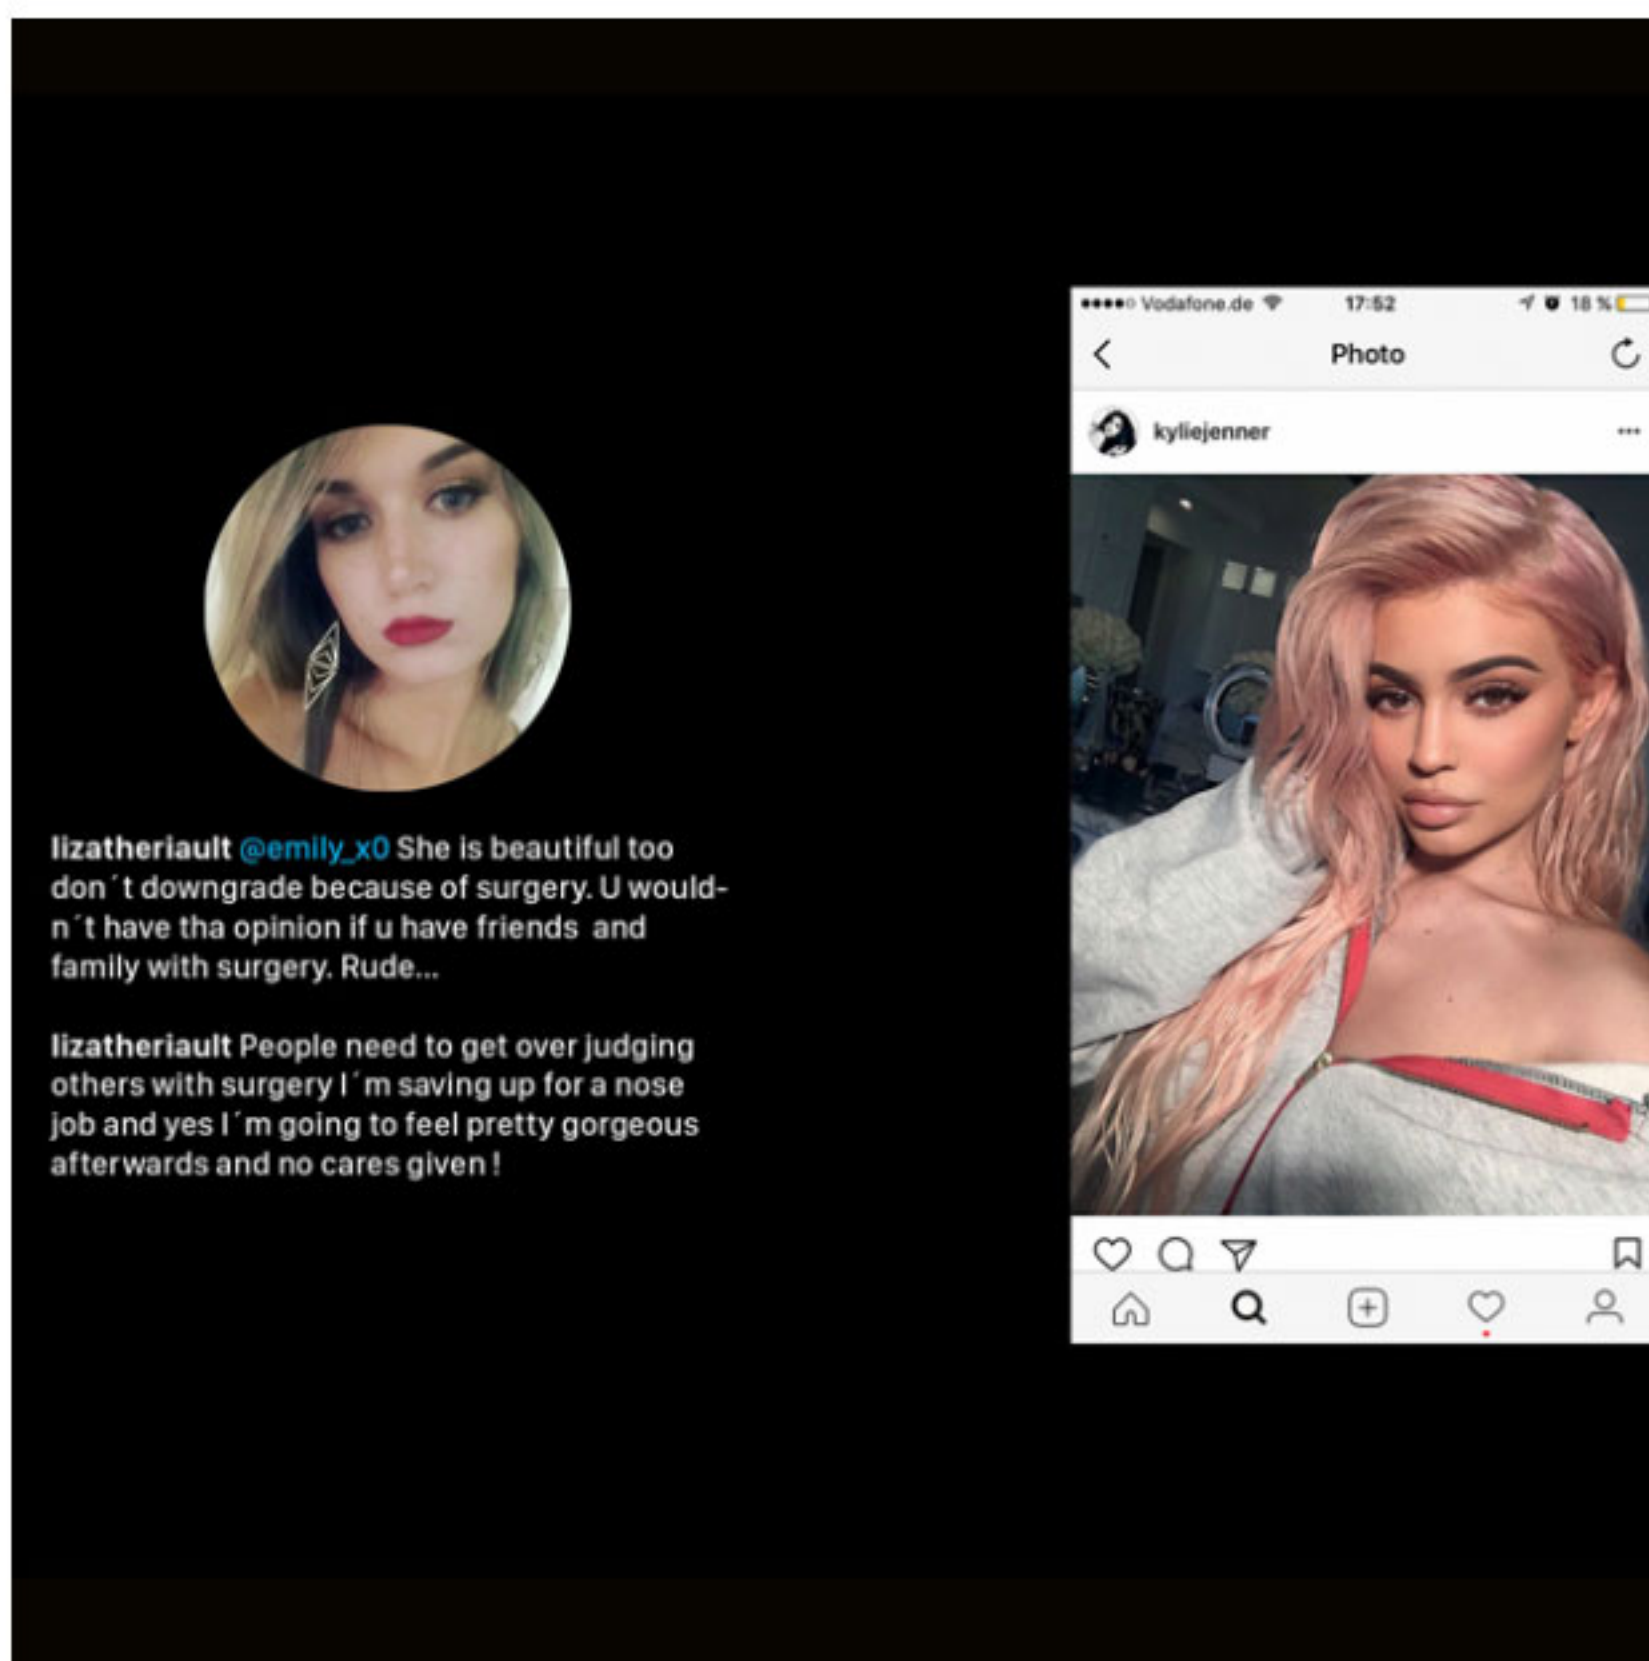 lizatheriault @emily_x0 She is beautiful too
don´t downgrade because of surgery. U would-
n´t have tha opinion if u have friends and
family with surgery. Rude...
lizatheriault People need to get over judging
others with surgery I´m saving up for a nose
job and yes I´m going to feel pretty gorgeous
afterwards and no cares given !
Vodafone.de 17:52 18 %
Photo
kyliejenner